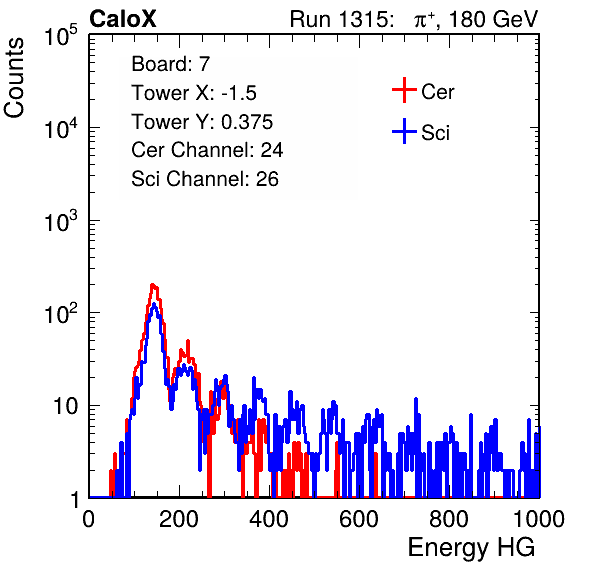 CaloX Run 1315: π⁺, 180 GeV
Counts
10⁵
10⁴
10³
10²
10
1
Board: 7
Tower X: -1.5
Tower Y: 0.375
Cer Channel: 24
Sci Channel: 26
Cer
Sci
0 200 400 600 800 1000
Energy HG